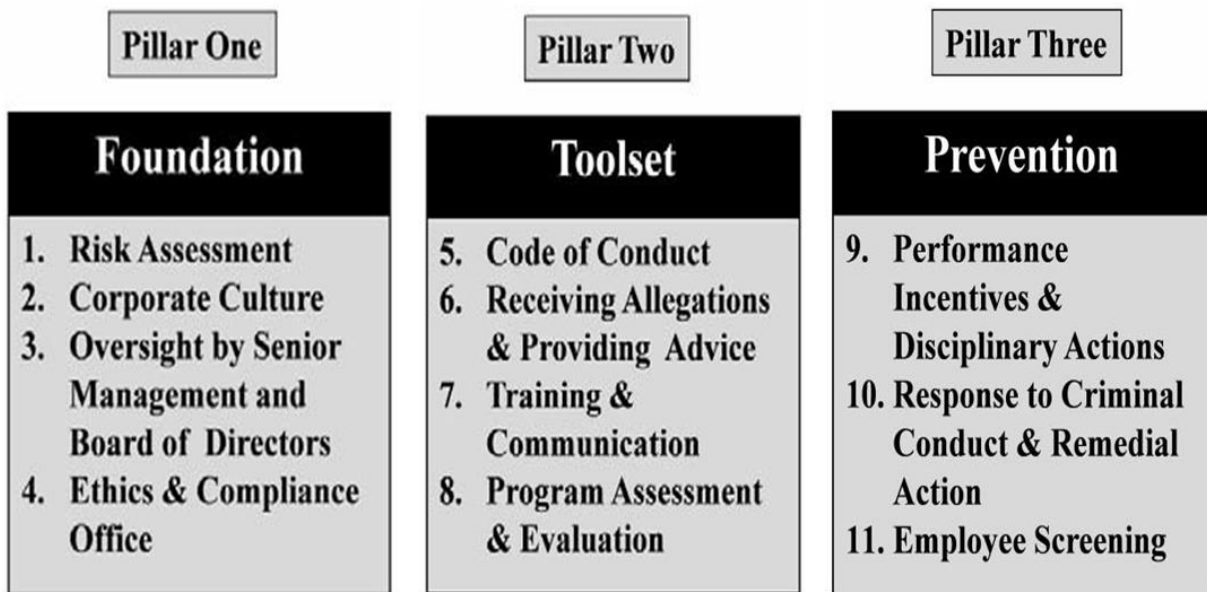 Pillar One
Foundation
1. Risk Assessment
2. Corporate Culture
3. Oversight by Senior
Management and
Board of Directors
4. Ethics & Compliance
Office
Pillar Two
Toolset
5. Code of Conduct
6. Receiving Allegations
& Providing Advice
7. Training &
Communication
8. Program Assessment
& Evaluation
Pillar Three
Prevention
9. Performance
Incentives &
Disciplinary Actions
10. Response to Criminal
Conduct & Remedial
Action
11. Employee Screening